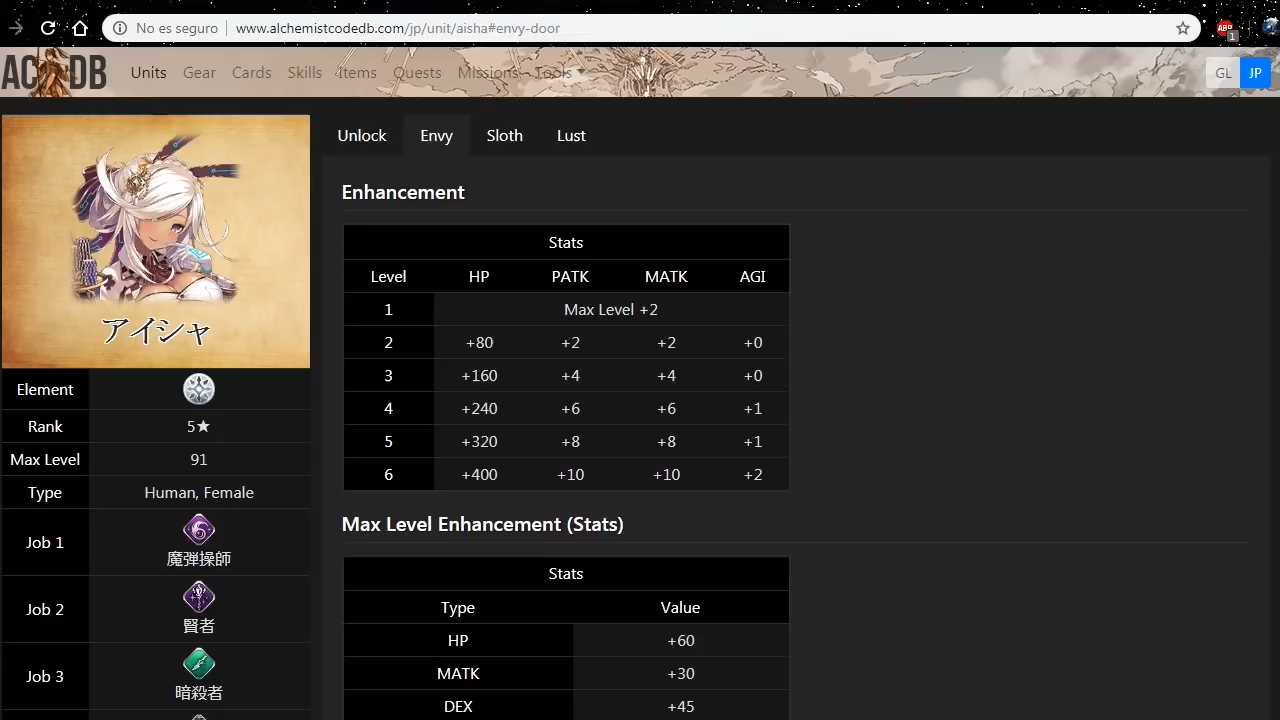 No es seguro www.alchemistcodedb.com/jp/unit/aisha#envy-door
ABP
1
AC DB Units Gear Cards Skills Items Quests Missions Tools GL JP
アイシャ
Element
Rank 5★
Max Level 91
Type Human, Female
Job 1 魔弾操師
Job 2 賢者
Job 3 暗殺者
Unlock Envy Sloth Lust
Enhancement
Stats
Level HP PATK MATK AGI
1 Max Level +2
2 +80 +2 +2 +0
3 +160 +4 +4 +0
4 +240 +6 +6 +1
5 +320 +8 +8 +1
6 +400 +10 +10 +2
Max Level Enhancement (Stats)
Stats
Type Value
HP +60
MATK +30
DEX +45